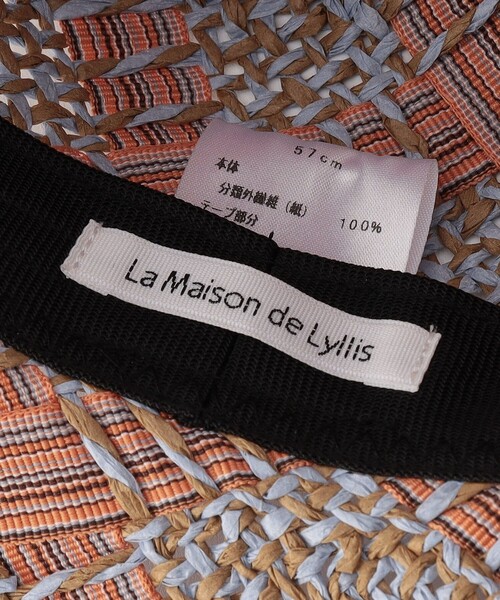 57cm
本体
分類外繊維（紙） 100%
テープ部分
La Maison de Lyllis